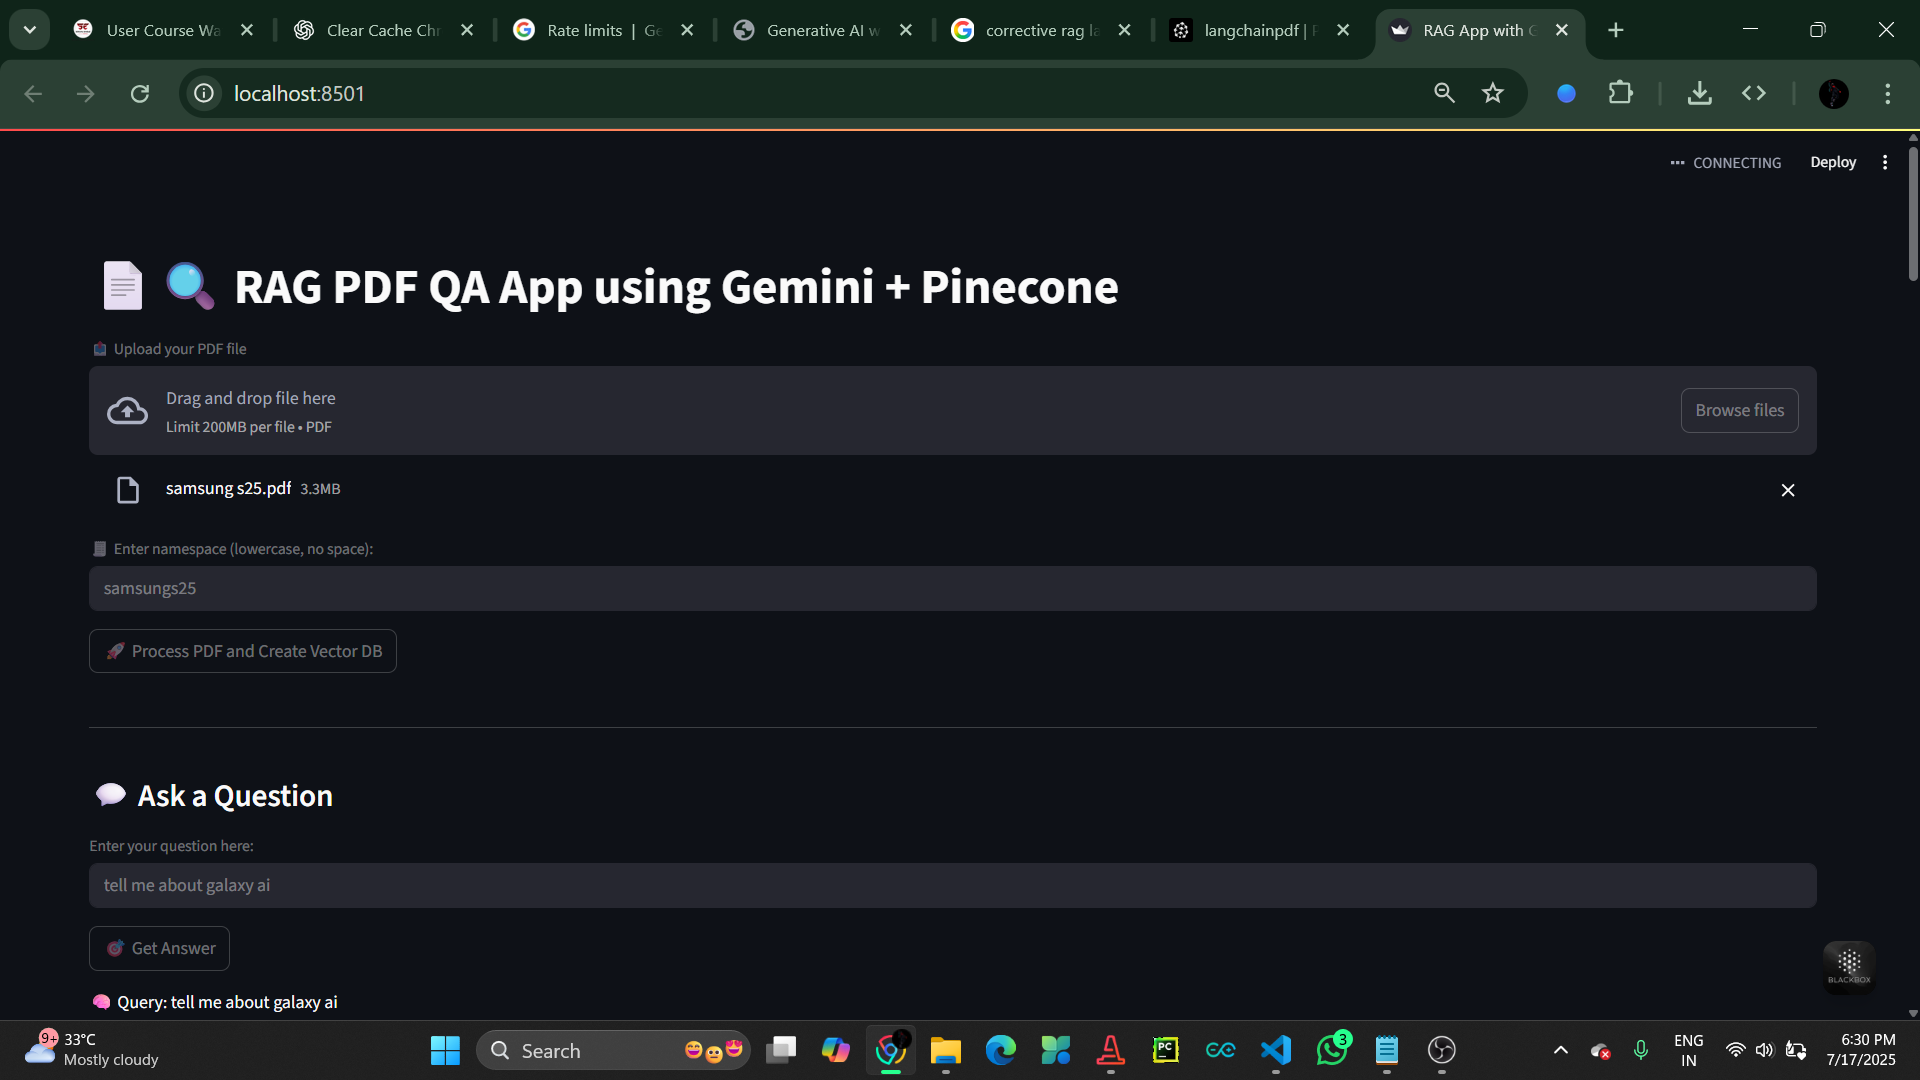 User Course Wa
Clear Cache Chr
Rate limits | Ge
Generative AI w
corrective rag la
langchainpdf | P
RAG App with G
localhost:8501
CONNECTING
Deploy
RAG PDF QA App using Gemini + Pinecone
Upload your PDF file
Drag and drop file here
Limit 200MB per file • PDF
Browse files
samsung s25.pdf 3.3MB
Enter namespace (lowercase, no space):
samsungs25
Process PDF and Create Vector DB
Ask a Question
Enter your question here:
tell me about galaxy ai
Get Answer
BLACKBOX
Query: tell me about galaxy ai
9+
33°C
Mostly cloudy
Search
PC
3
ENG
IN
6:30 PM
7/17/2025